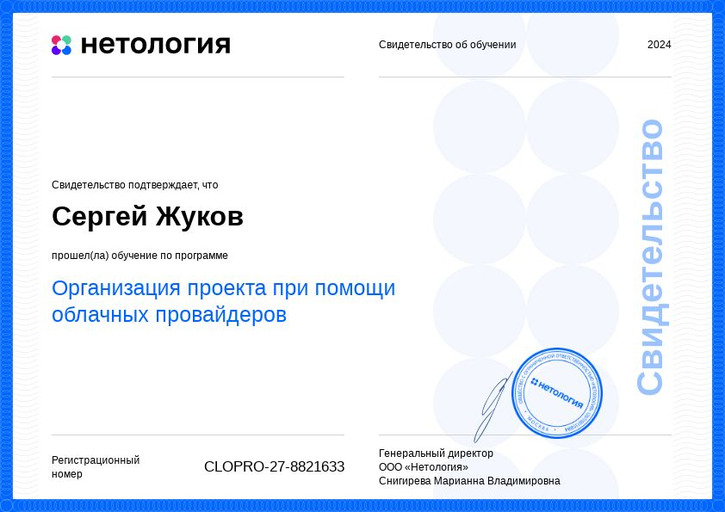 нетология
Свидетельство об обучении
2024
Свидетельство подтверждает, что
Сергей Жуков
прошел(ла) обучение по программе
Организация проекта при помощи
облачных провайдеров
Свидетельство
нетология
МОСКВА
Регистрационный
номер
CLOPRO-27-8821633
Генеральный директор
ООО «Нетология»
Снигирева Марианна Владимировна